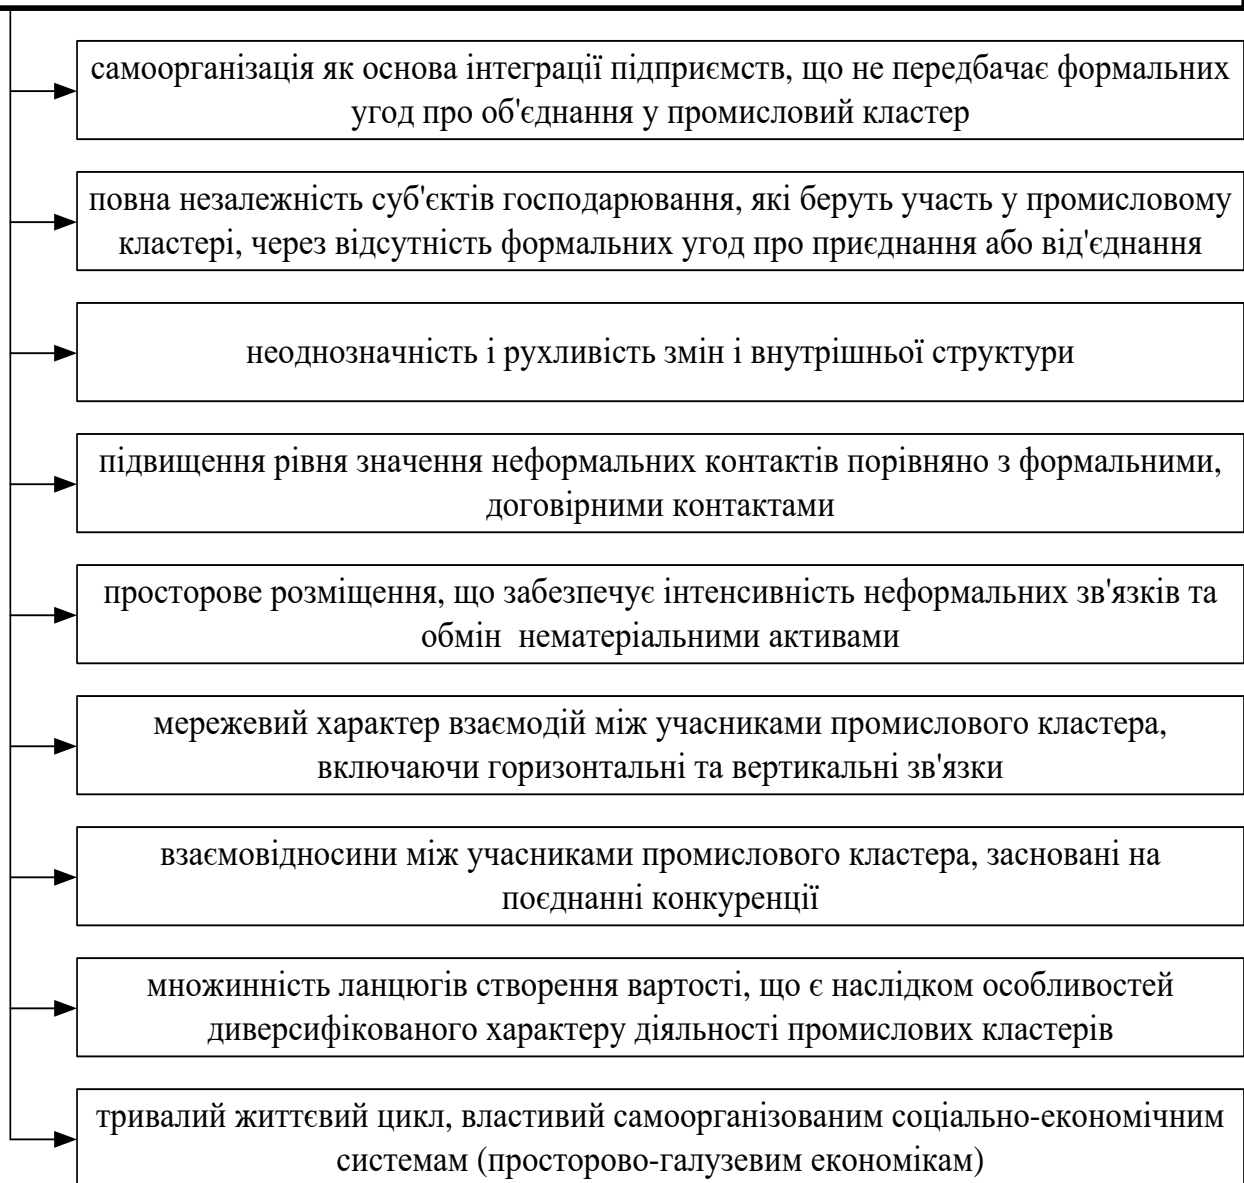 самоорганізація як основа інтеграції підприємств, що не передбачає формальних
угод про об'єднання у промисловий кластер
повна незалежність суб'єктів господарювання, які беруть участь у промисловому
кластері, через відсутність формальних угод про приєднання або від'єднання
неоднозначність і рухливість змін і внутрішньої структури
підвищення рівня значення неформальних контактів порівняно з формальними,
договірними контактами
просторове розміщення, що забезпечує інтенсивність неформальних зв'язків та
обмін  нематеріальними активами
мережевий характер взаємодій між учасниками промислового кластера,
включаючи горизонтальні та вертикальні зв'язки
взаємовідносини між учасниками промислового кластера, засновані на
поєднанні конкуренції
множинність ланцюгів створення вартості, що є наслідком особливостей
диверсифікованого характеру діяльності промислових кластерів
тривалий життєвий цикл, властивий самоорганізованим соціально-економічним
системам (просторово-галузевим економікам)